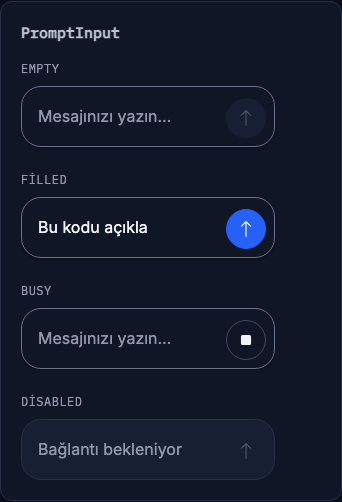 PromptInput
EMPTY
Mesajınızı yazın...
FİLLED
Bu kodu açıkla
BUSY
Mesajınızı yazın...
DİSABLED
Bağlantı bekleniyor